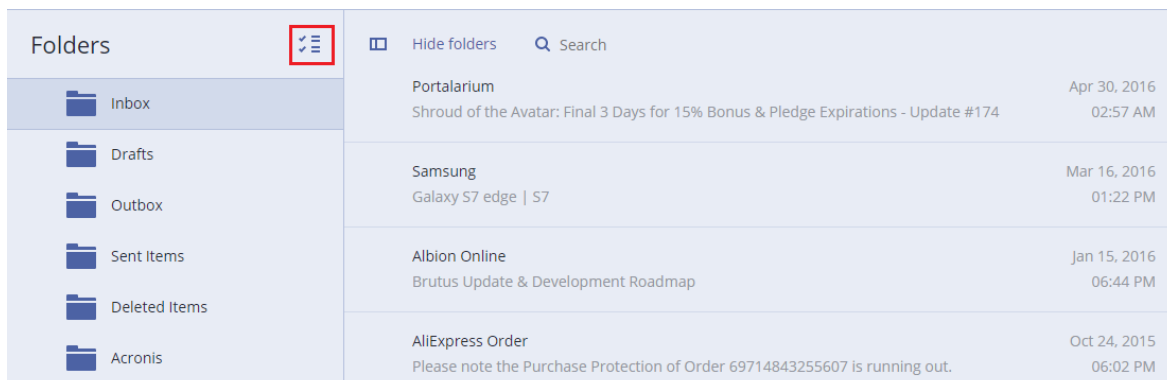 Folders
Inbox
Drafts
Outbox
Sent Items
Deleted Items
Acronis
Hide folders Search
Portalarium Apr 30, 2016
Shroud of the Avatar: Final 3 Days for 15% Bonus & Pledge Expirations - Update #174 02:57 AM
Samsung Mar 16, 2016
Galaxy S7 edge | S7 01:22 PM
Albion Online Jan 15, 2016
Brutus Update & Development Roadmap 06:44 PM
AliExpress Order Oct 24, 2015
Please note the Purchase Protection of Order 69714843255607 is running out. 06:02 PM